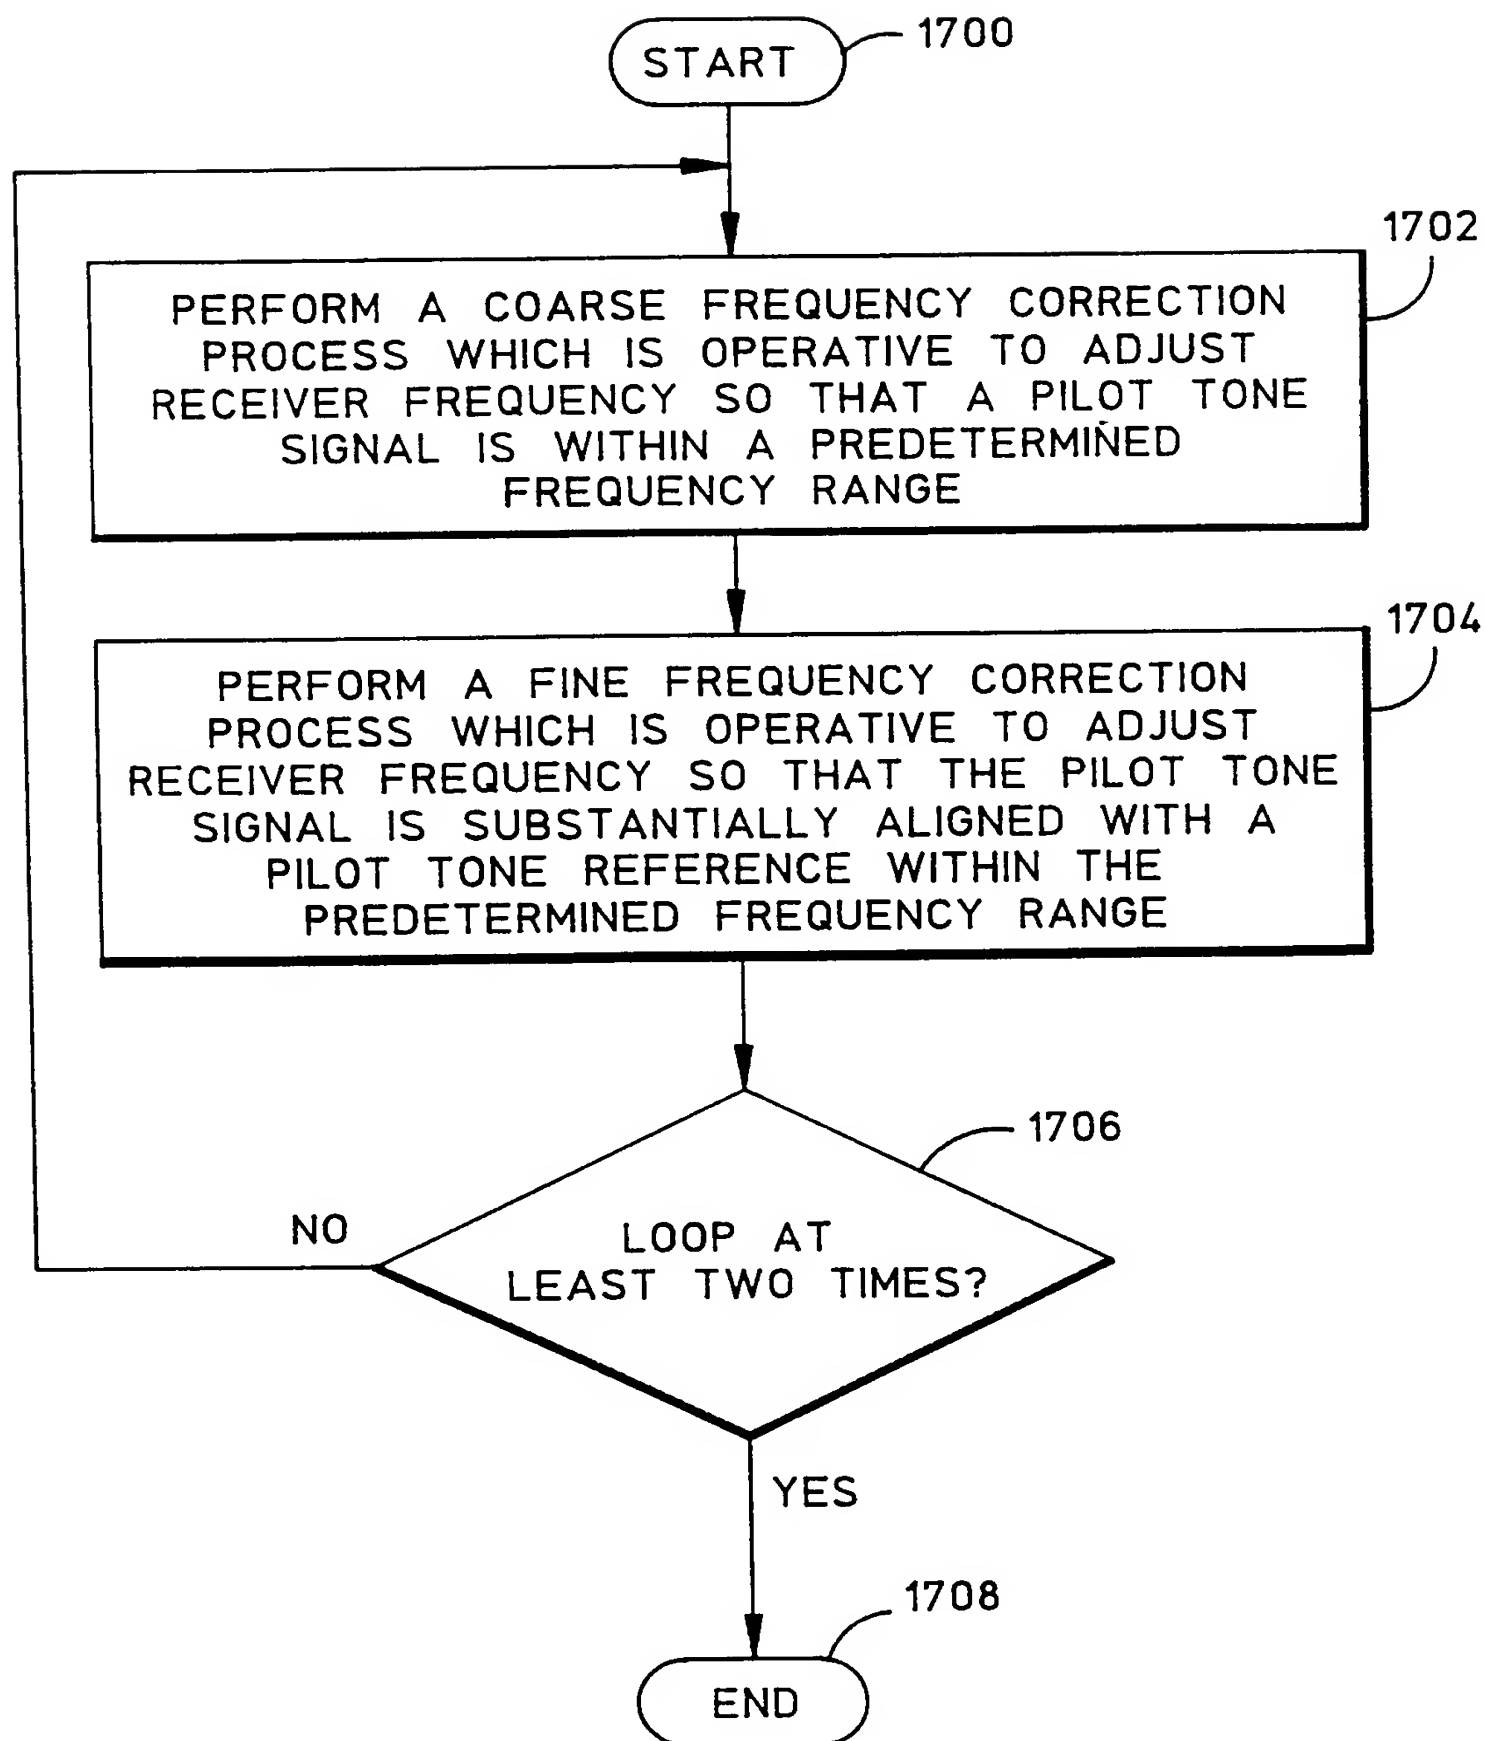 START
1700
1702
PERFORM A COARSE FREQUENCY CORRECTION
PROCESS WHICH IS OPERATIVE TO ADJUST
RECEIVER FREQUENCY SO THAT A PILOT TONE
SIGNAL IS WITHIN A PREDETERMINED
FREQUENCY RANGE
1704
PERFORM A FINE FREQUENCY CORRECTION
PROCESS WHICH IS OPERATIVE TO ADJUST
RECEIVER FREQUENCY SO THAT THE PILOT TONE
SIGNAL IS SUBSTANTIALLY ALIGNED WITH A
PILOT TONE REFERENCE WITHIN THE
PREDETERMINED FREQUENCY RANGE
1706
NO
LOOP AT
LEAST TWO TIMES?
YES
1708
END